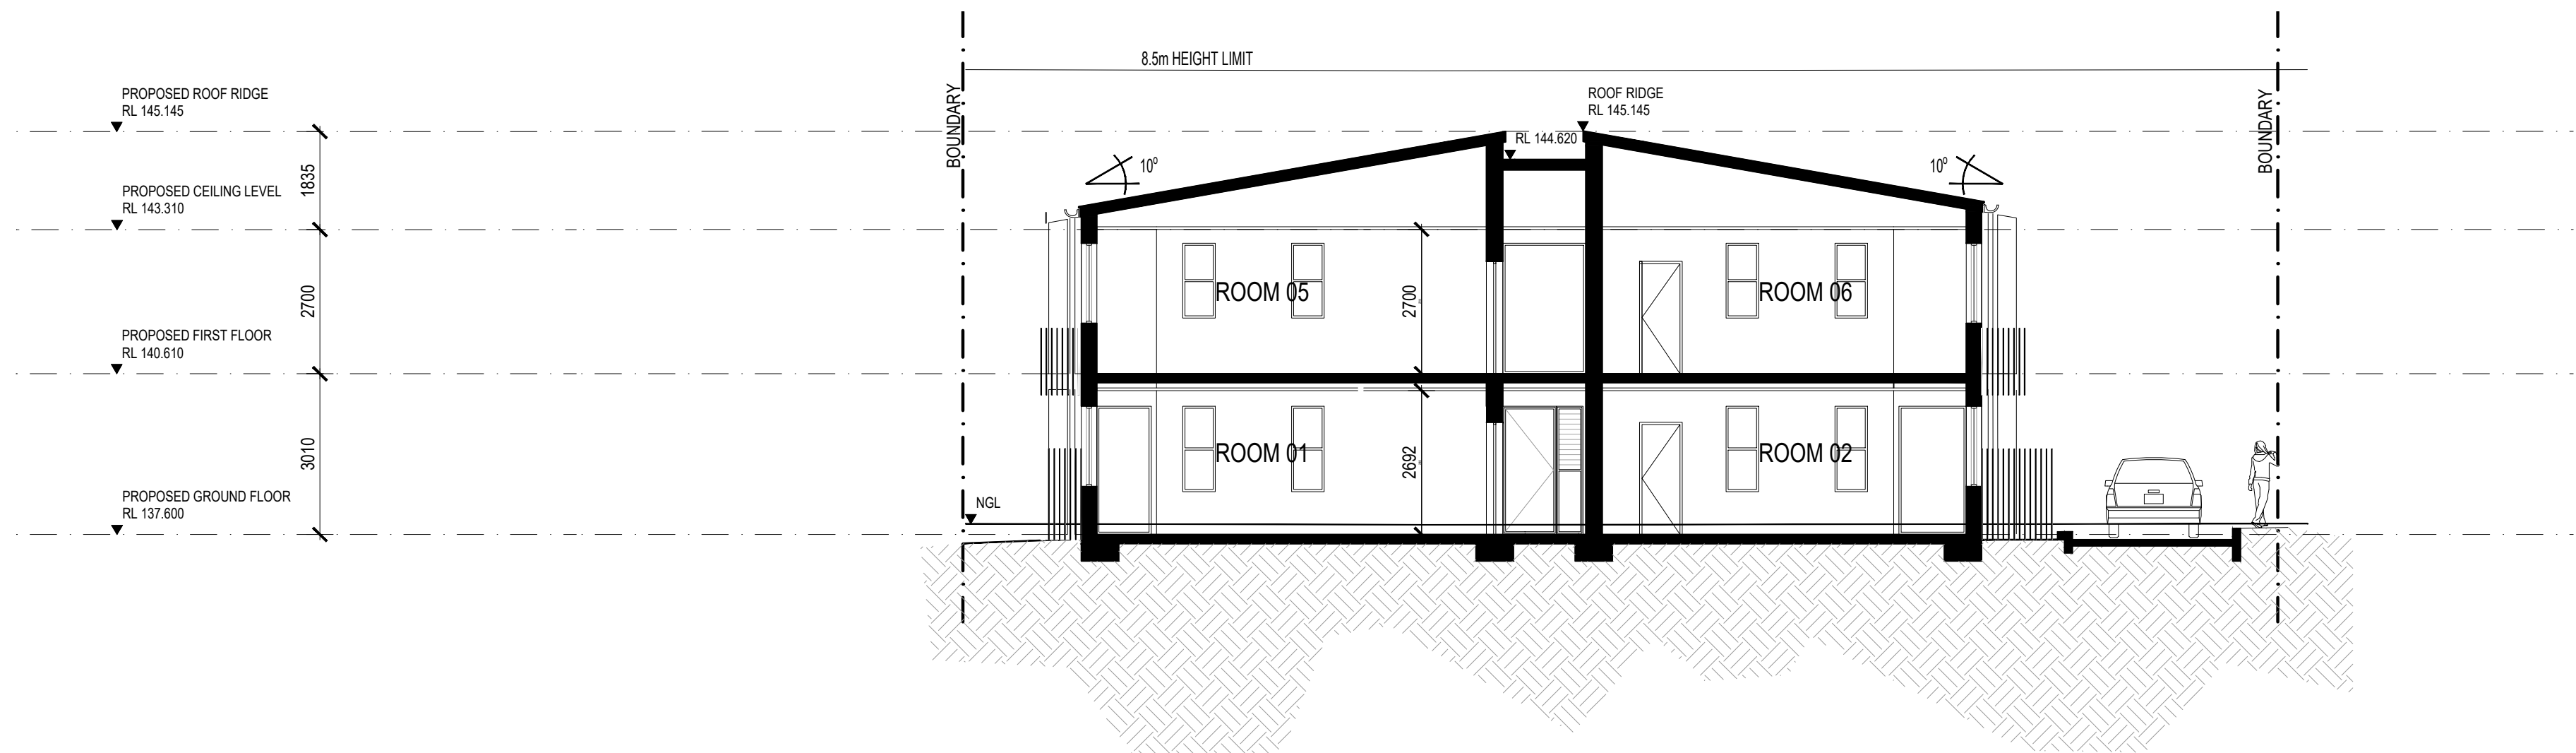 8.5m HEIGHT LIMIT
PROPOSED ROOF RIDGE
RL 145.145
BOUNDARY
ROOF RIDGE
RL 145.145
BOUNDARY
RL 144.620
10º
10º
1835
PROPOSED CEILING LEVEL
RL 143.310
2700
ROOM 05
2700
ROOM 06
PROPOSED FIRST FLOOR
RL 140.610
3010
ROOM 01
2692
ROOM 02
PROPOSED GROUND FLOOR
RL 137.600
NGL